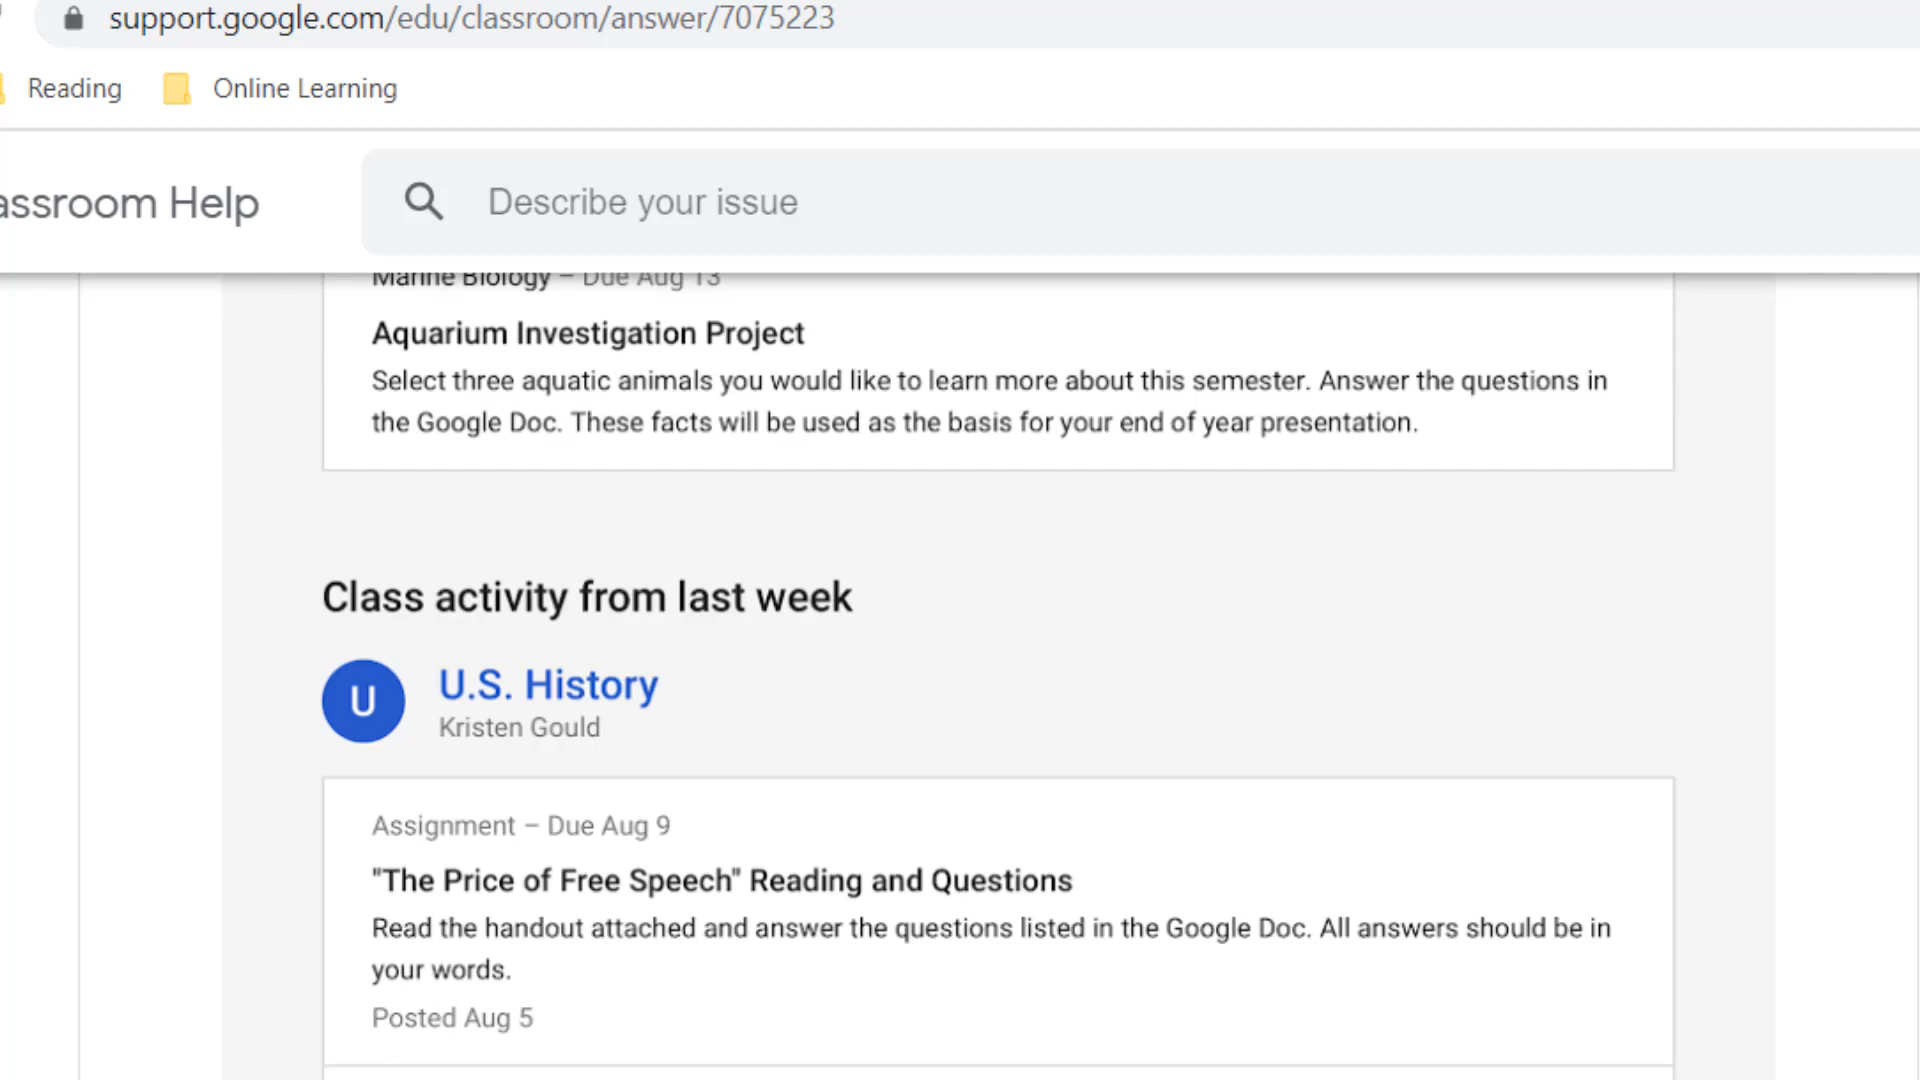 support.google.com/edu/classroom/answer/7075223
Reading Online Learning
assroom Help Describe your issue
Marine Biology – Due Aug 13
Aquarium Investigation Project
Select three aquatic animals you would like to learn more about this semester. Answer the questions in
the Google Doc. These facts will be used as the basis for your end of year presentation.
Class activity from last week
U U.S. History
Kristen Gould
Assignment – Due Aug 9
"The Price of Free Speech" Reading and Questions
Read the handout attached and answer the questions listed in the Google Doc. All answers should be in
your words.
Posted Aug 5